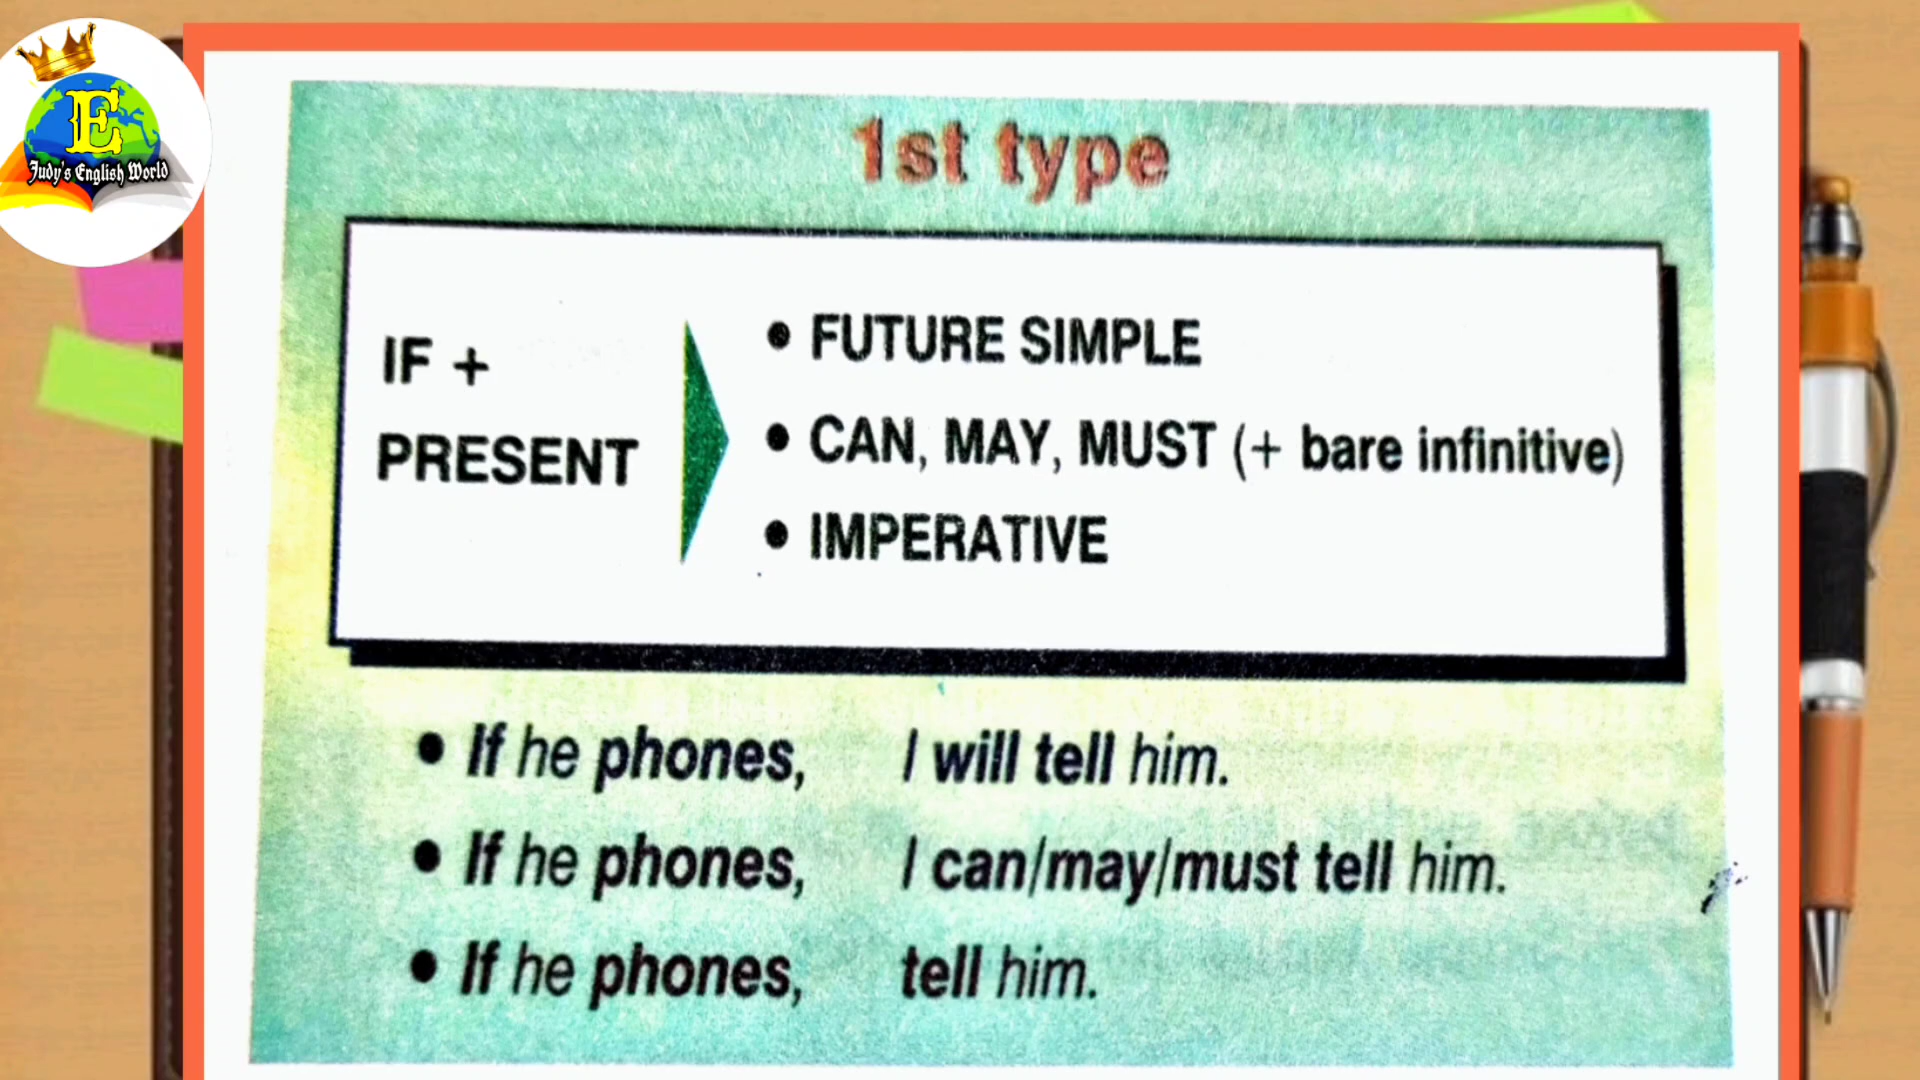 E
Judy's English World
1st type
IF +
PRESENT
• FUTURE SIMPLE
• CAN, MAY, MUST (+ bare infinitive)
• IMPERATIVE
• If he phones, I will tell him.
• If he phones, I can/may/must tell him.
• If he phones, tell him.